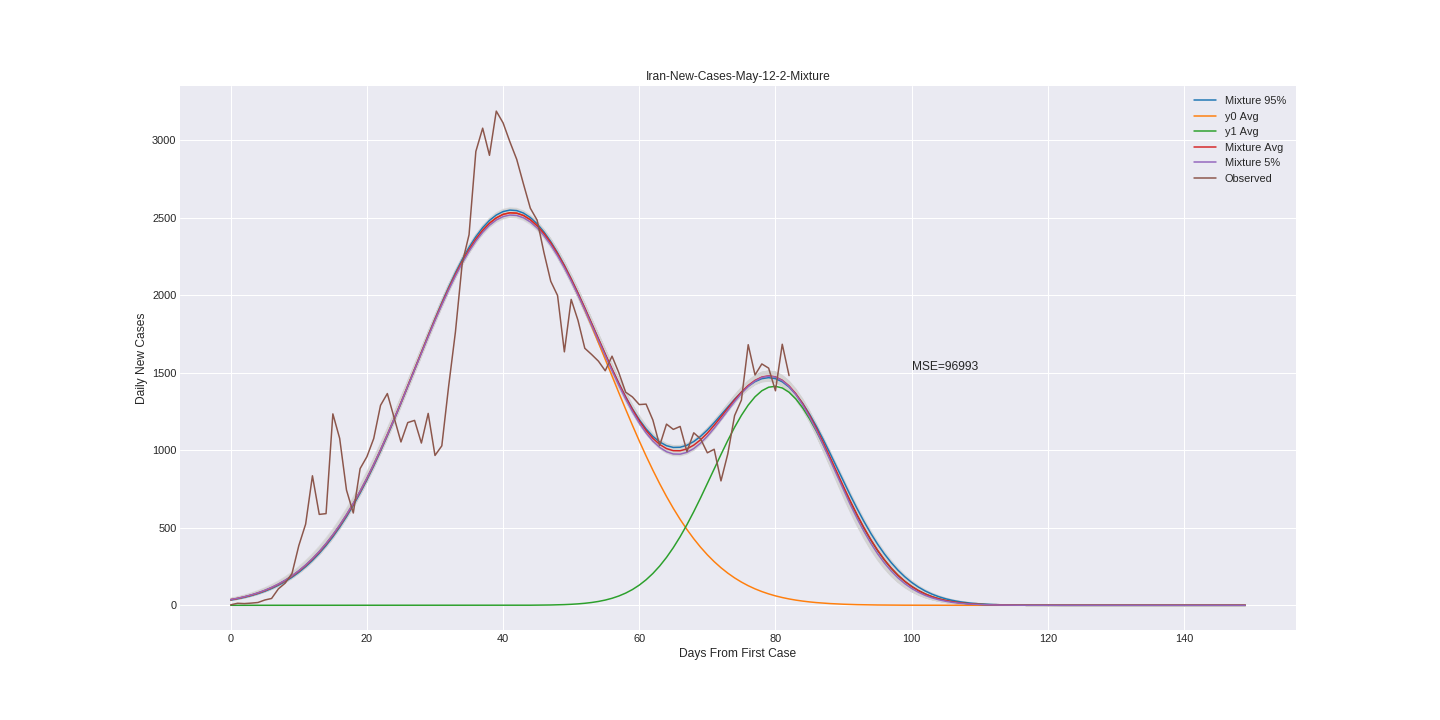 Iran-New-Cases-May-12-2-Mixture
Mixture 95%
y0 Avg
y1 Avg
Mixture Avg
Mixture 5%
Observed
3000
2500
2000
1500
1000
500
0
Daily New Cases
MSE=96993
0 20 40 60 80 100 120 140
Days From First Case